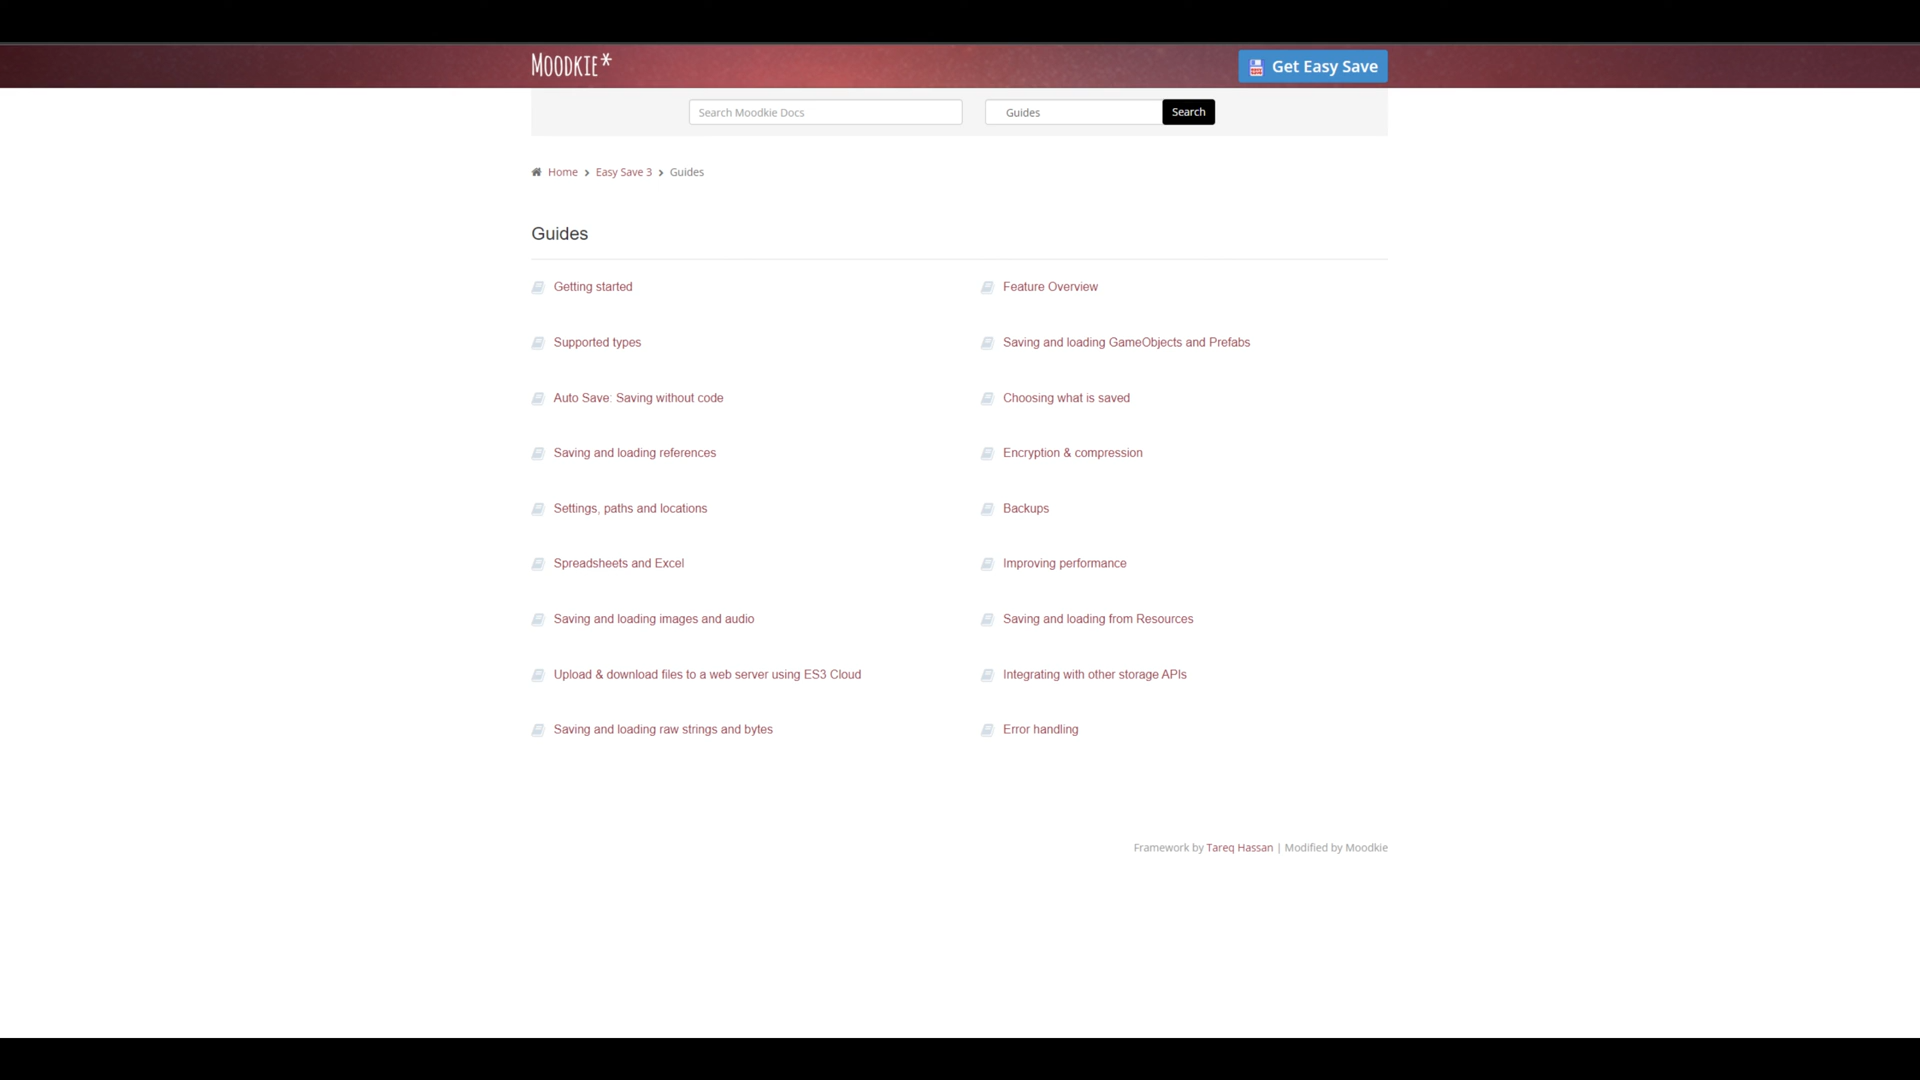 MOODKIE*
Get Easy Save
Search Moodkie Docs
Guides
Search
Home > Easy Save 3 > Guides
Guides
Getting started
Feature Overview
Supported types
Saving and loading GameObjects and Prefabs
Auto Save: Saving without code
Choosing what is saved
Saving and loading references
Encryption & compression
Settings, paths and locations
Backups
Spreadsheets and Excel
Improving performance
Saving and loading images and audio
Saving and loading from Resources
Upload & download files to a web server using ES3 Cloud
Integrating with other storage APIs
Saving and loading raw strings and bytes
Error handling
Framework by Tareq Hassan | Modified by Moodkie